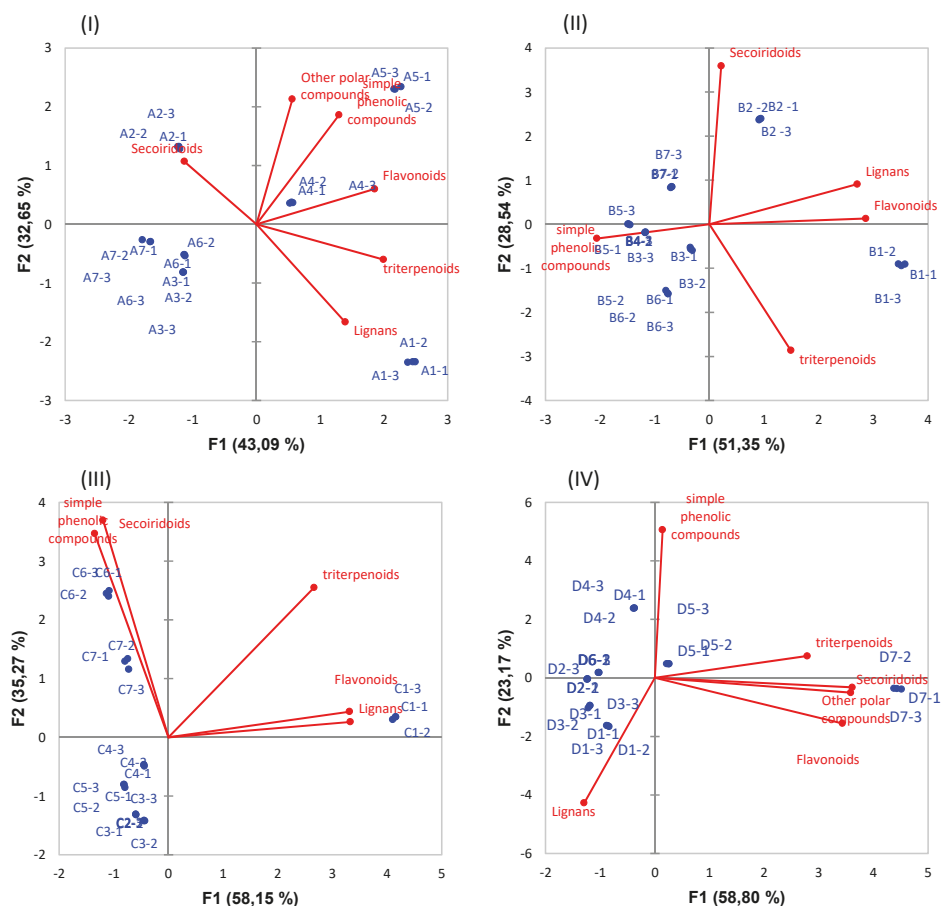 (I)
3
2
1
0
-1
-2
-3
-3
-2
-1
0
1
2
3
F2 (32,65 %)
F1 (43,09 %)
A5-3
A5-1
A5-2
Other polar
compounds
simple
phenolic
compounds
A2-3
A2-2
A2-1
Secoiridoids
A4-2
A4-1
A4-3
Flavonoids
triterpenoids
Lignans
A7-2
A7-1
A7-3
A6-2
A6-1
A6-3
A3-1
A3-2
A3-3
A1-2
A1-3
A1-1
(II)
5
4
3
2
1
0
-1
-2
-3
-4
-3
-2
-1
0
1
2
3
4
F2 (28,54 %)
F1 (51,35 %)
Secoiridoids
B2 -2
B2 -1
B2 -3
B7-3
Lignans
Flavonoids
B5-3
simple
phenolic
compounds
B5-1
B3-3
B3-1
B3-2
B5-2
B6-1
B6-2
B6-3
B1-2
B1-1
B1-3
triterpenoids
(III)
4
3
2
1
0
-1
-2
-2
-1
0
1
2
3
4
5
F2 (35,27 %)
F1 (58,15 %)
simple
phenolic
compounds
Secoiridoids
C6-3
C6-1
C6-2
C7-2
C7-1
C7-3
triterpenoids
Flavonoids
Lignans
C1-3
C1-1
C1-2
C4-3
C4-2
C4-1
C5-3
C5-1
C5-2
C3-3
C3-1
C3-2
(IV)
6
4
2
0
-2
-4
-6
-2
-1
0
1
2
3
4
5
F2 (23,17 %)
F1 (58,80 %)
simple
phenolic
compounds
D4-3
D4-1
D4-2
D5-3
D5-2
D5-1
D2-3
triterpenoids
Secoiridoids
Other polar
compounds
Flavonoids
D7-2
D7-1
D7-3
D3-3
D3-1
D3-2
D1-1
D1-3
D1-2
Lignans